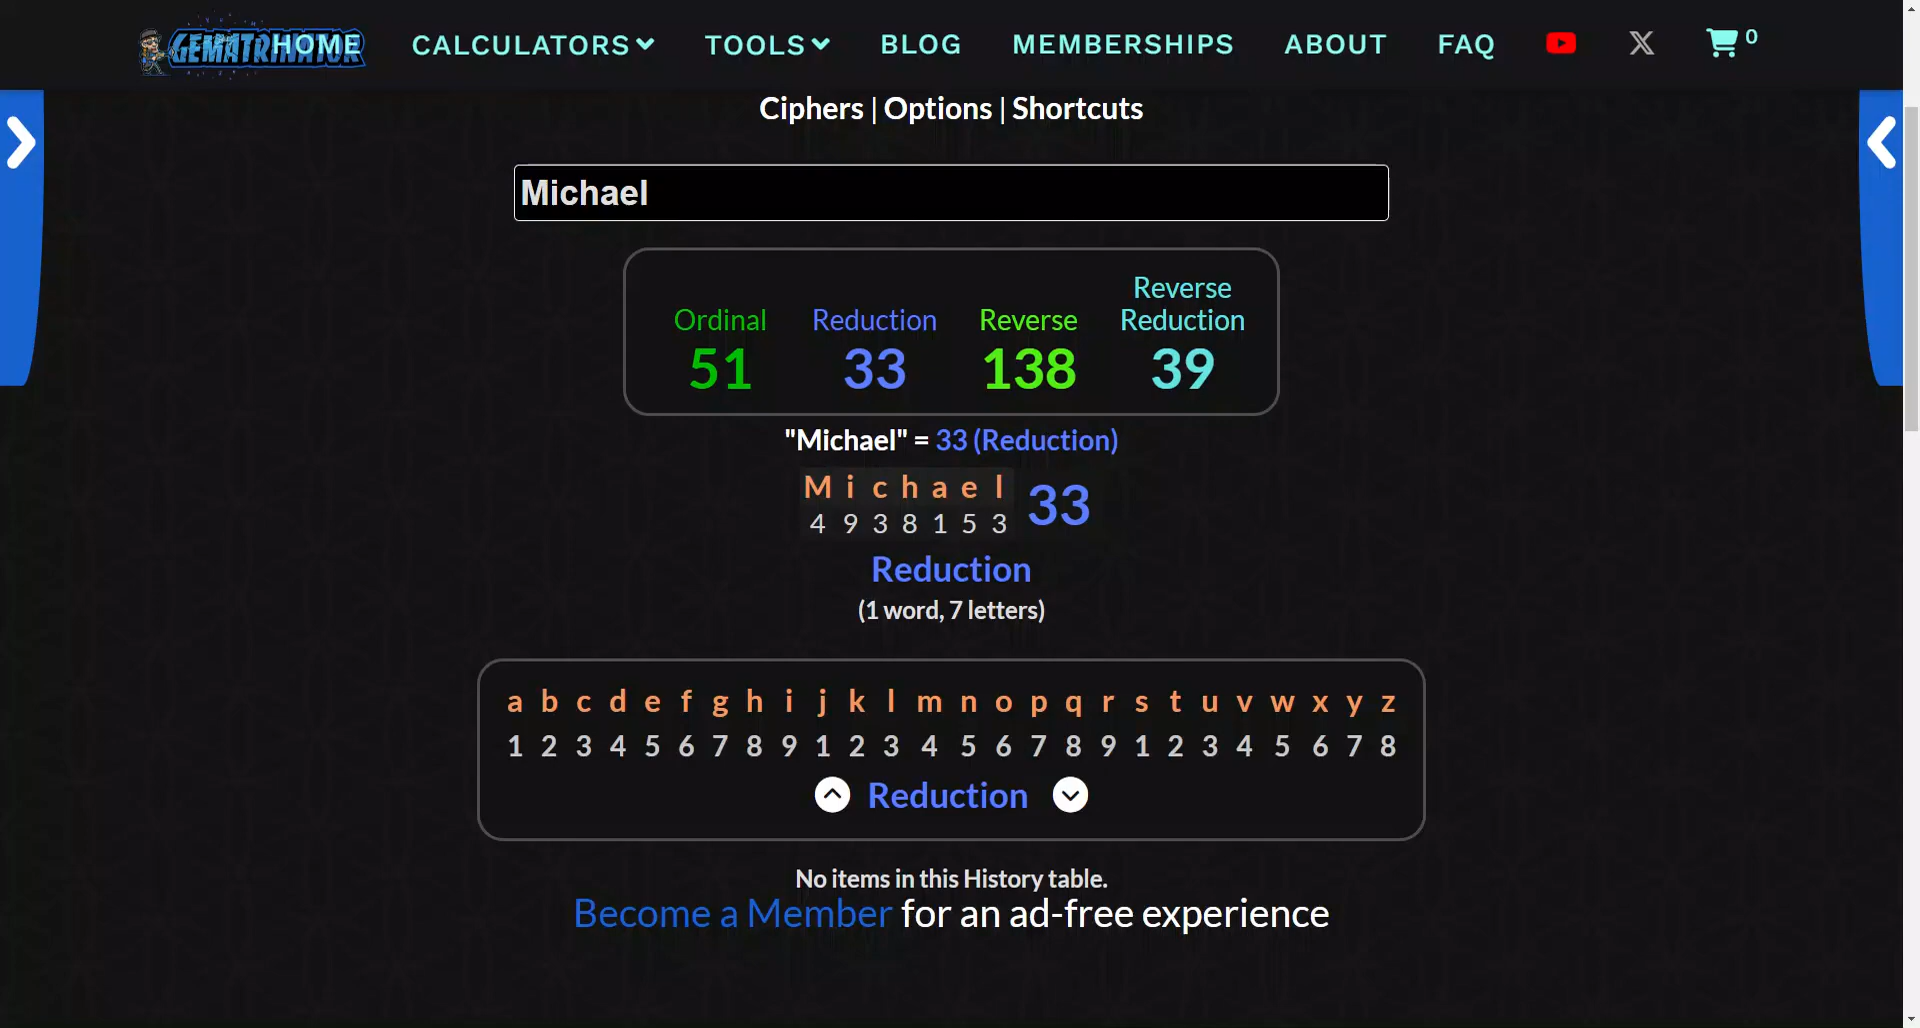 GEMATRINATOR HOME CALCULATORS TOOLS BLOG MEMBERSHIPS ABOUT FAQ X 0
Ciphers | Options | Shortcuts
Michael
Ordinal Reduction Reverse Reverse Reduction
51 33 138 39
"Michael" = 33 (Reduction)
M i c h a e l 33
4 9 3 8 1 5 3
Reduction
(1 word, 7 letters)
a b c d e f g h i j k l m n o p q r s t u v w x y z
1 2 3 4 5 6 7 8 9 1 2 3 4 5 6 7 8 9 1 2 3 4 5 6 7 8
Reduction
No items in this History table.
Become a Member for an ad-free experience